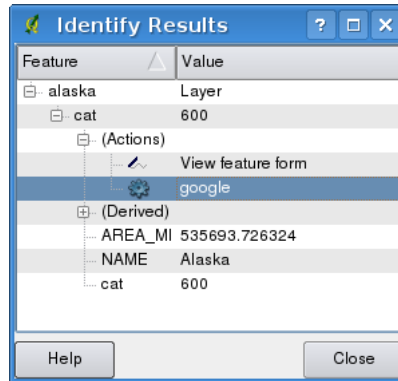 Identify Results
Feature Value
alaska Layer
cat 600
(Actions)
View feature form
google
(Derived)
AREA_MI 535693.726324
NAME Alaska
cat 600
Help Close